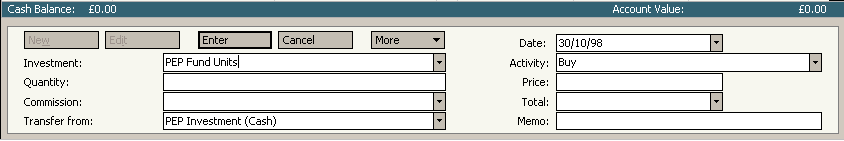 Cash Balance: £0.00 Account Value: £0.00
New Edit Enter Cancel More Date: 30/10/98
Investment: PEP Fund Units Activity: Buy
Quantity: Price:
Commission: Total:
Transfer from: PEP Investment (Cash) Memo: